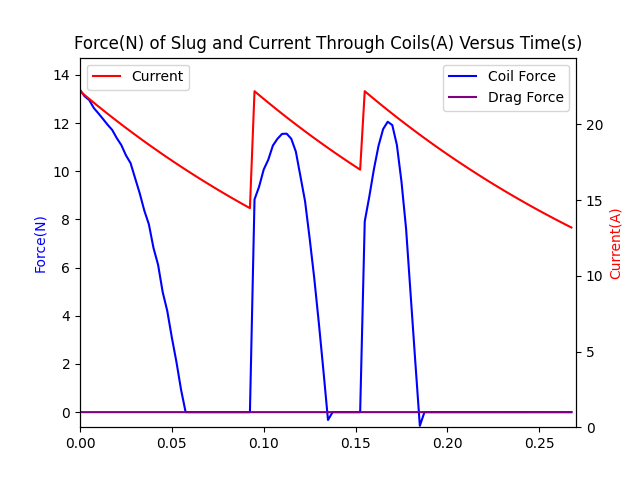 Force(N) of Slug and Current Through Coils(A) Versus Time(s)
Current
Coil Force
Drag Force
Force(N)
14
12
10
8
6
4
2
0
Current(A)
20
15
10
5
0
0.00 0.05 0.10 0.15 0.20 0.25